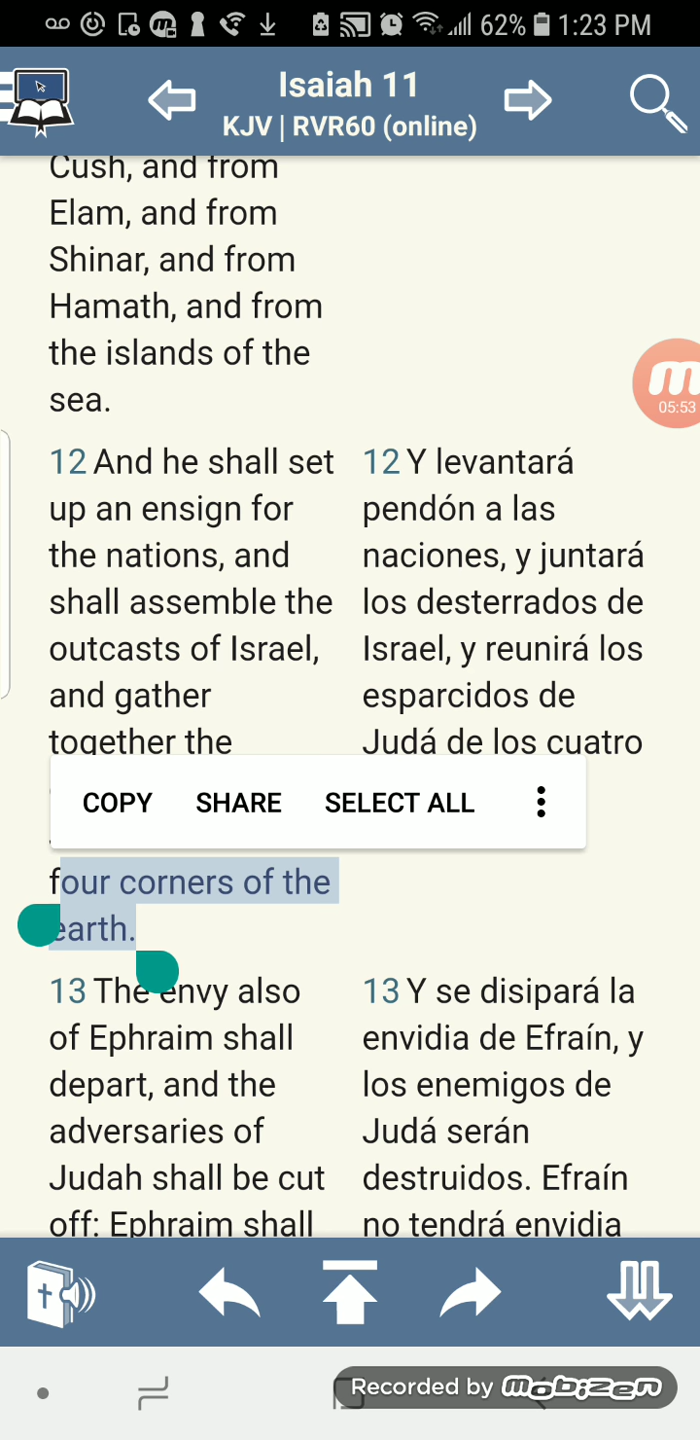 62% 1:23 PM
Isaiah 11
KJV | RVR60 (online)
Cush, and from
Elam, and from
Shinar, and from
Hamath, and from
the islands of the
sea.
05:53
12 And he shall set
up an ensign for
the nations, and
shall assemble the
outcasts of Israel,
and gather
together the
four corners of the
earth.
12 Y levantará
pendón a las
naciones, y juntará
los desterrados de
Israel, y reunirá los
esparcidos de
Judá de los cuatro
COPY SHARE SELECT ALL
13 The envy also
of Ephraim shall
depart, and the
adversaries of
Judah shall be cut
off: Ephraim shall
13 Y se disipará la
envidia de Efraín, y
los enemigos de
Judá serán
destruidos. Efraín
no tendrá envidia
Recorded by mobizen